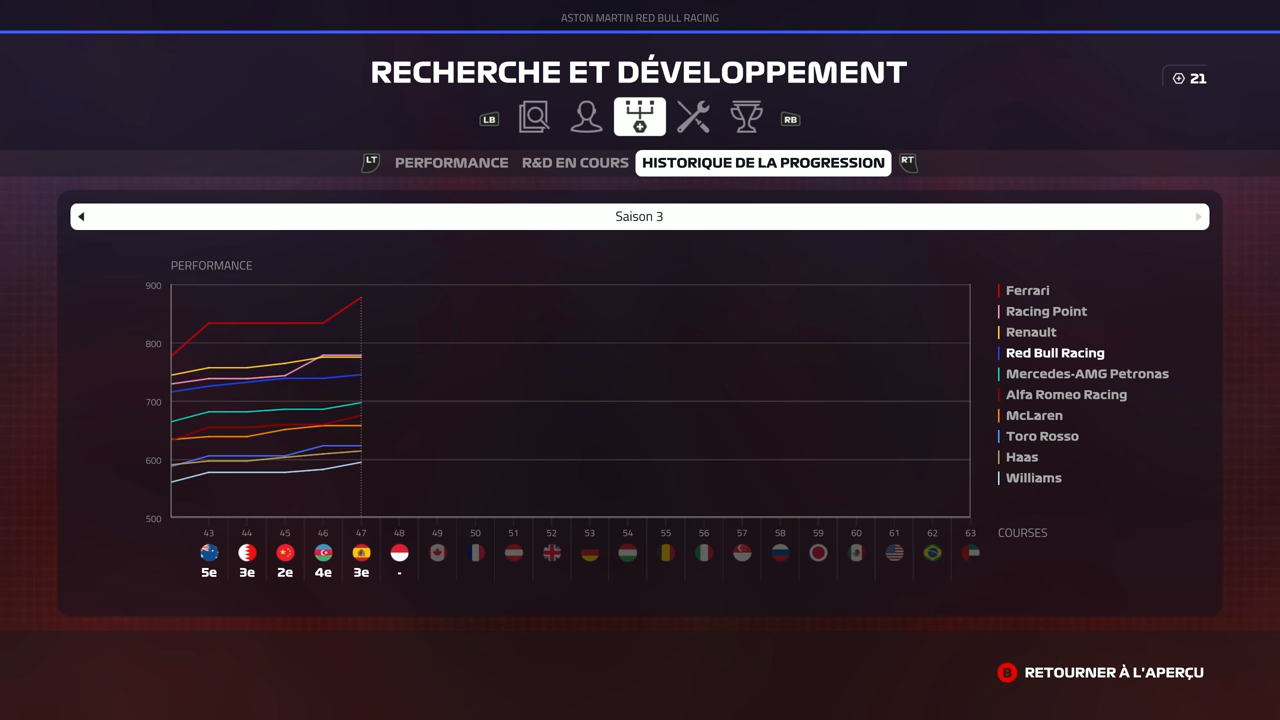 ASTON MARTIN RED BULL RACING
RECHERCHE ET DÉVELOPPEMENT
21
LB
RB
LT
PERFORMANCE
R&D EN COURS
HISTORIQUE DE LA PROGRESSION
RT
Saison 3
PERFORMANCE
900
800
700
600
500
Ferrari
Racing Point
Renault
Red Bull Racing
Mercedes-AMG Petronas
Alfa Romeo Racing
McLaren
Toro Rosso
Haas
Williams
43 44 45 46 47 48 49 50 51 52 53 54 55 56 57 58 59 60 61 62 63
COURSES
5e 3e 2e 4e 3e -
B RETOURNER À L'APERÇU